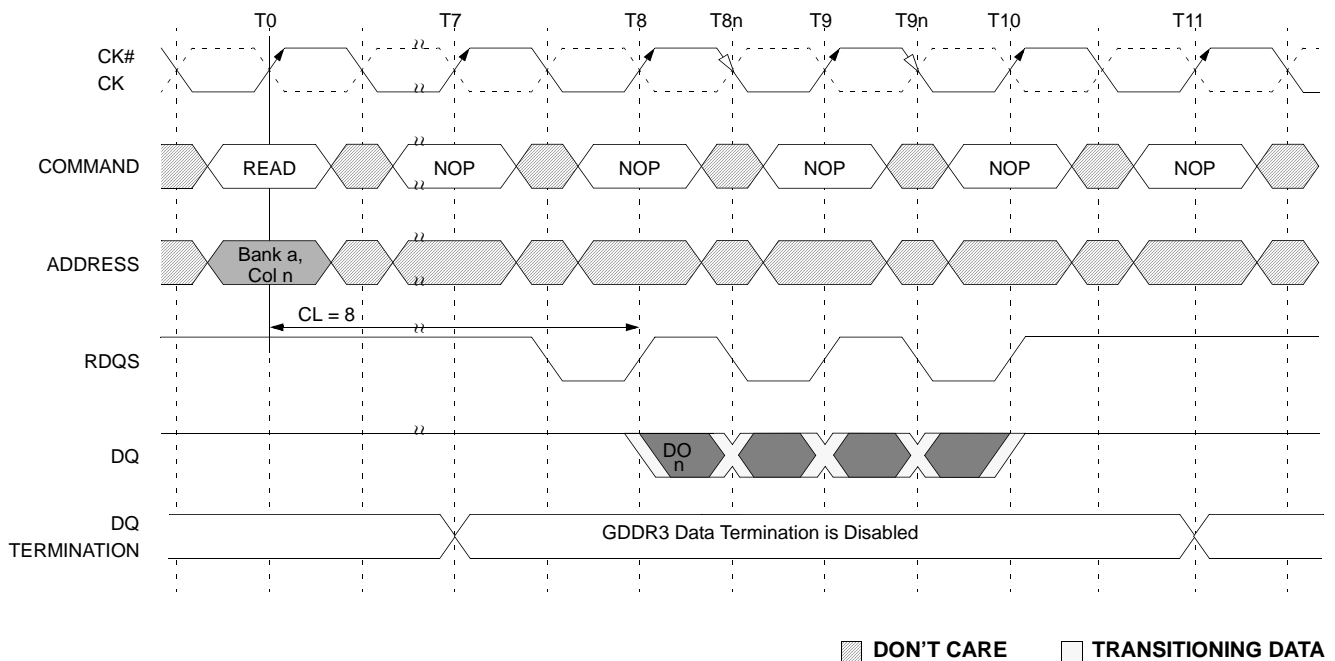 T0 T7 T8 T8n T9 T9n T10 T11
CK#
CK
COMMAND READ NOP NOP NOP NOP NOP
ADDRESS Bank a,
Col n
CL = 8
RDQS
DQ DO
n
DQ
TERMINATION GDDR3 Data Termination is Disabled
DON'T CARE TRANSITIONING DATA